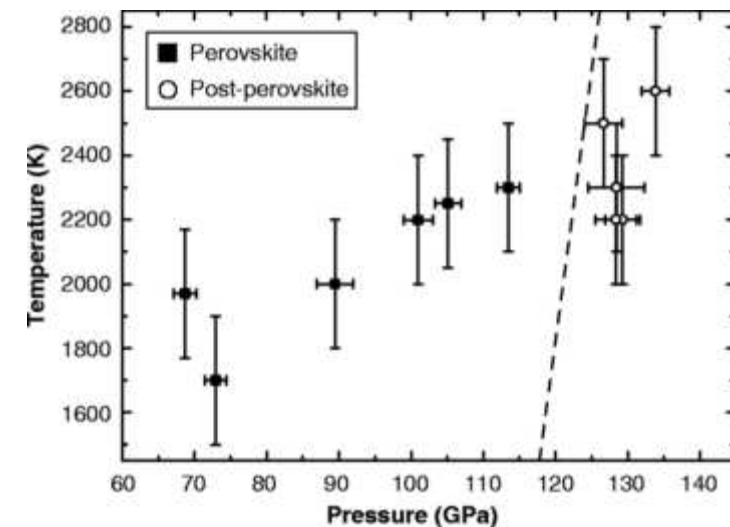 2800
Perovskite
Post-perovskite
2600
2400
2200
2000
1800
1600
Temperature (K)
60 70 80 90 100 110 120 130 140
Pressure (GPa)